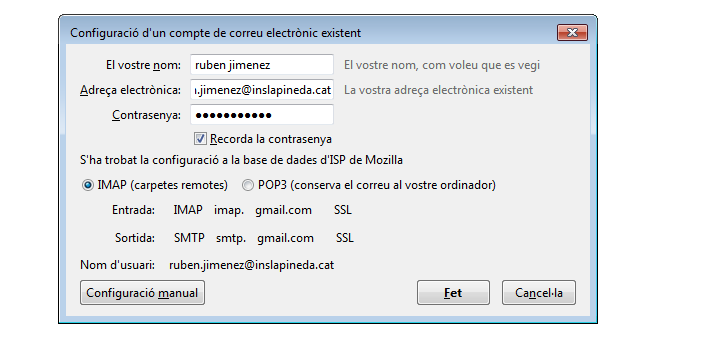 Configuració d'un compte de correu electrònic existent
El vostre nom: ruben jimenez El vostre nom, com voleu que es vegi
Adreça electrònica: .jimenez@inslapineda.cat La vostra adreça electrònica existent
Contrasenya: ●●●●●●●●●●●
Recorda la contrasenya
S'ha trobat la configuració a la base de dades d'ISP de Mozilla
IMAP (carpetes remotes) POP3 (conserva el correu al vostre ordinador)
Entrada: IMAP imap. gmail.com SSL
Sortida: SMTP smtp. gmail.com SSL
Nom d'usuari: ruben.jimenez@inslapineda.cat
Configuració manual Fet Cancel·la